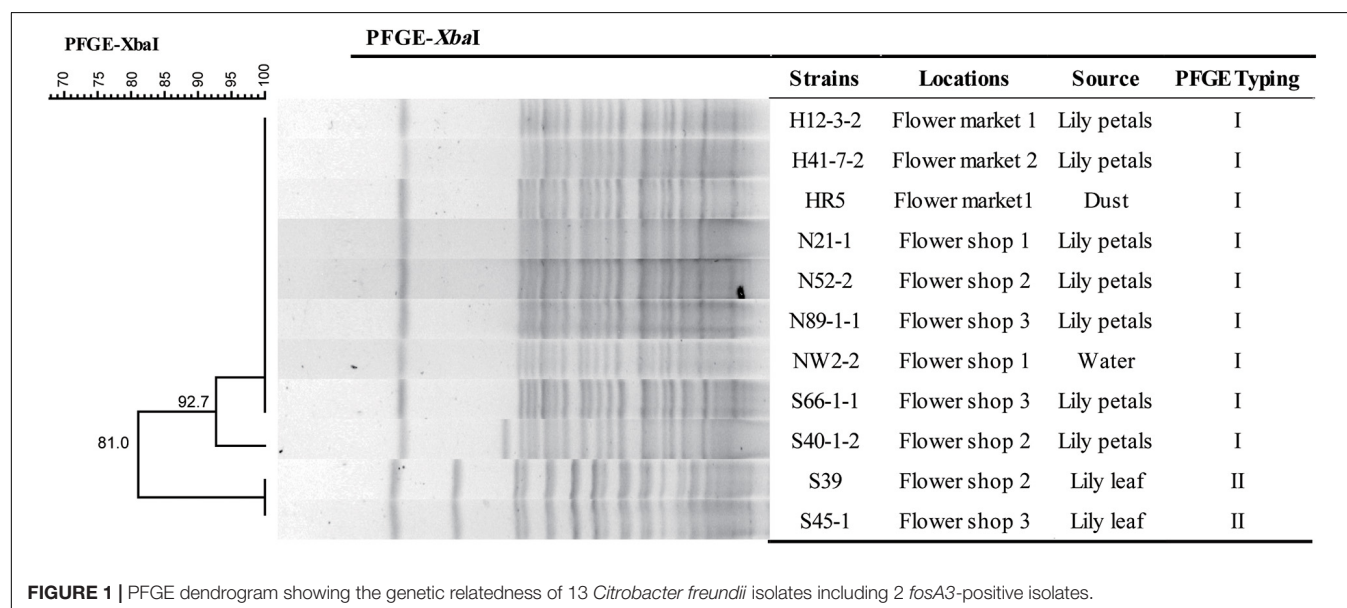 PFGE-XbaI
PFGE-XbaI
70 75 80 85 90 95 100
Strains Locations Source PFGE Typing
H12-3-2 Flower market 1 Lily petals I
H41-7-2 Flower market 2 Lily petals I
HR5 Flower market1 Dust I
N21-1 Flower shop 1 Lily petals I
N52-2 Flower shop 2 Lily petals I
N89-1-1 Flower shop 3 Lily petals I
NW2-2 Flower shop 1 Water I
S66-1-1 Flower shop 3 Lily petals I
92.7
S40-1-2 Flower shop 2 Lily petals I
81.0
S39 Flower shop 2 Lily leaf II
S45-1 Flower shop 3 Lily leaf II
FIGURE 1 | PFGE dendrogram showing the genetic relatedness of 13 Citrobacter freundii isolates including 2 fosA3-positive isolates.